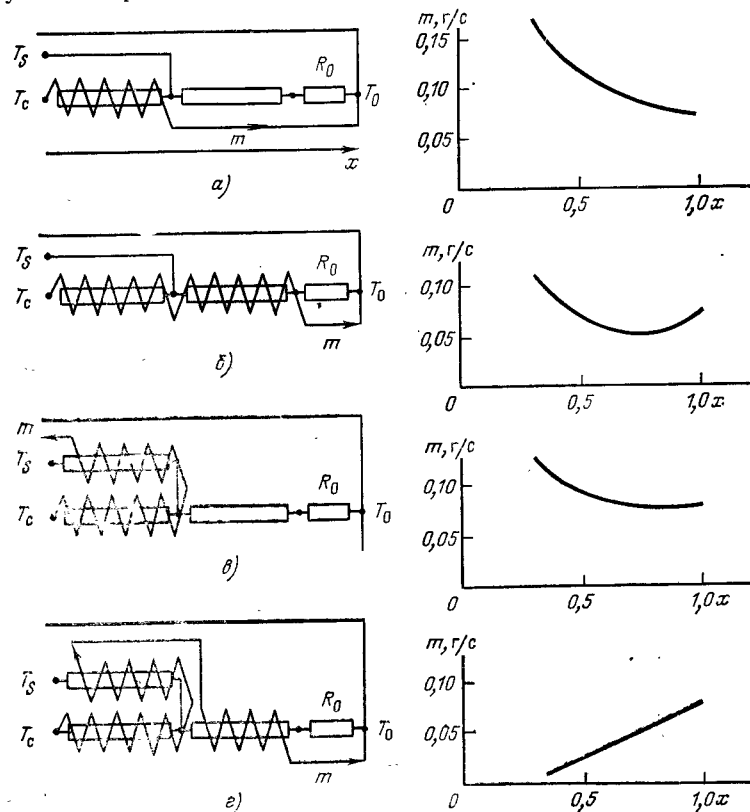 T_S
T_C
R_0
T_0
m
x
а)
m, г/с
0,15
0,10
0,05
0
0,5
1,0 x
T_S
T_C
R_0
T_0
m
б)
m, г/с
0,10
0,05
0
0,5
1,0 x
m
T_S
T_C
R_0
T_0
в)
m, г/с
0,10
0,05
0
0,5
1,0 x
T_S
T_C
R_0
T_0
m
г)
m, г/с
0,10
0,05
0
0,5
1,0 x